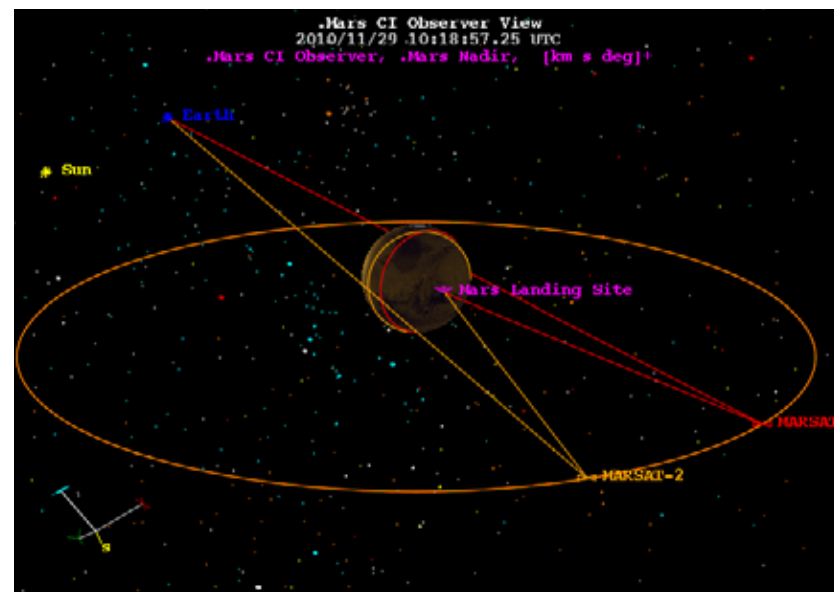 .Mars CI Observer View
2010/11/29 10:18:57.25 UTC
.Mars CI Observer, .Mars Nadir, [km s deg]
Earth
Sun
Mars Landing Site
MARSAT
MARSAT-2
s